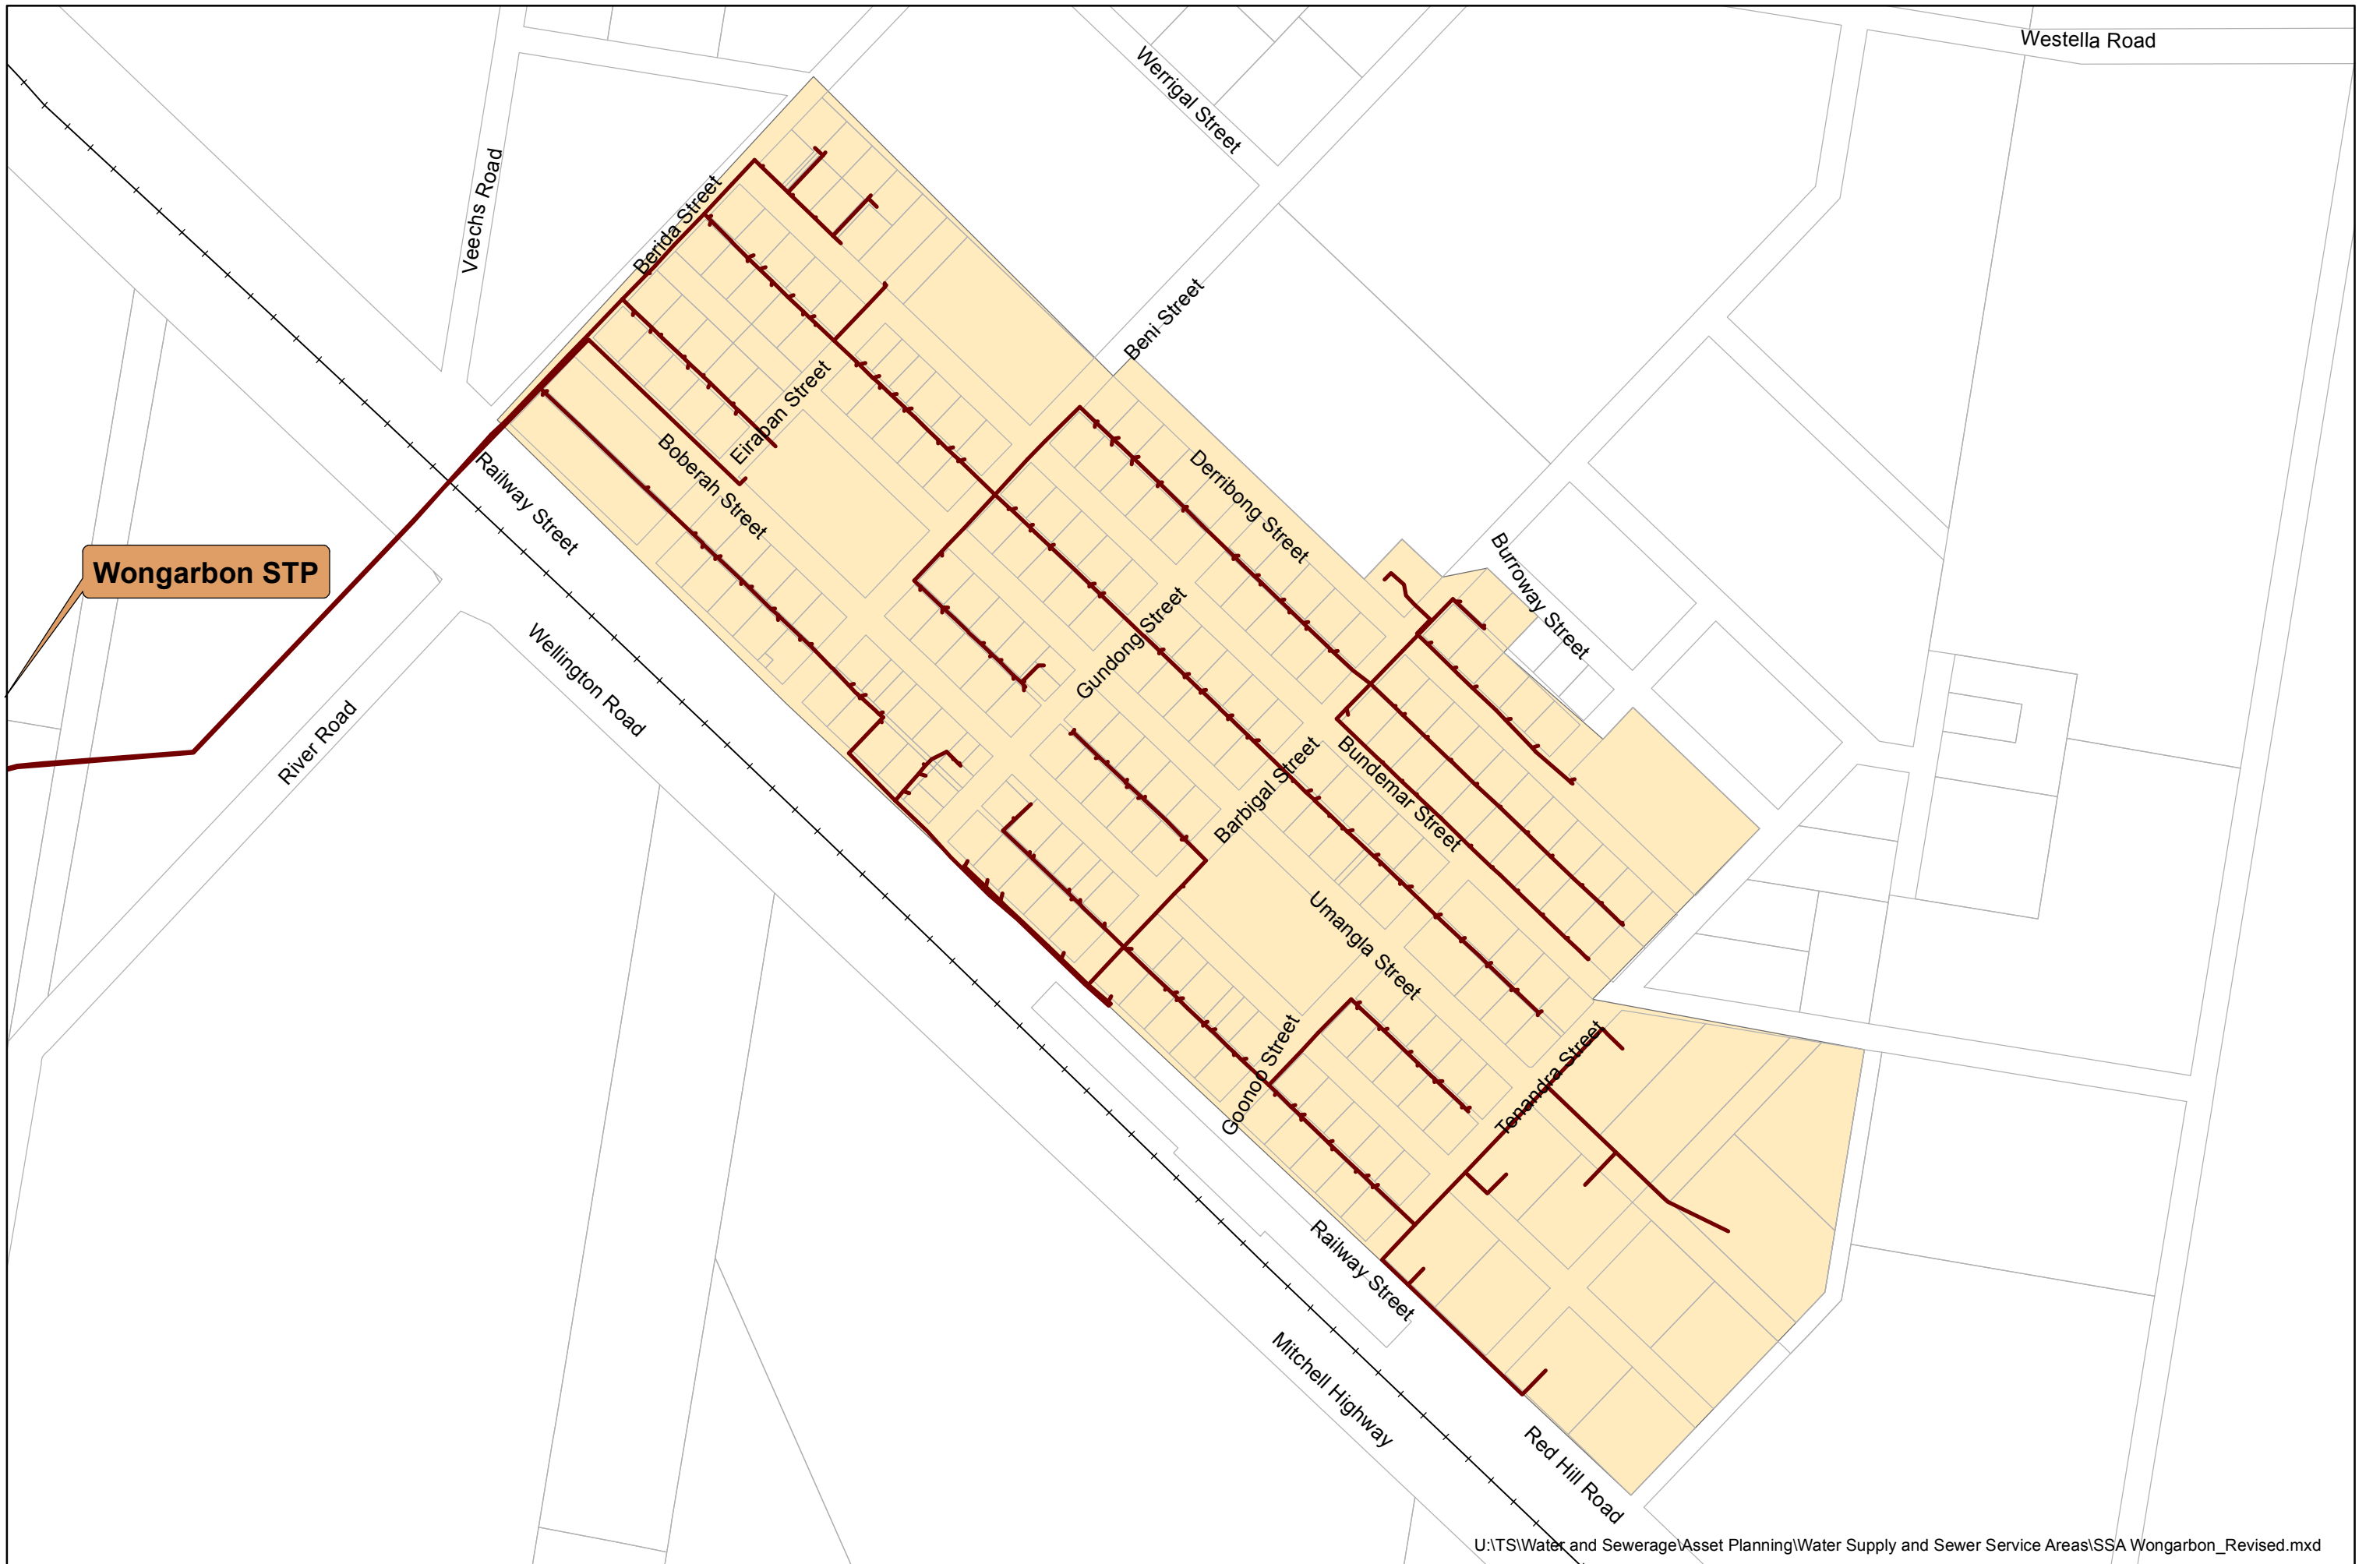 Westella Road
Werrigal Street
Veechs Road
Berida Street
Beni Street
Eirapan Street
Boberah Street
Railway Street
Derribong Street
Burroway Street
Wongarbon STP
Gundong Street
Wellington Road
River Road
Barbigal Street
Bundemar Street
Umangla Street
Goonoo Street
Tonandra Street
Railway Street
Mitchell Highway
Red Hill Road
U:\TS\Water and Sewerage\Asset Planning\Water Supply and Sewer Service Areas\SSA Wongarbon_Revised.mxd